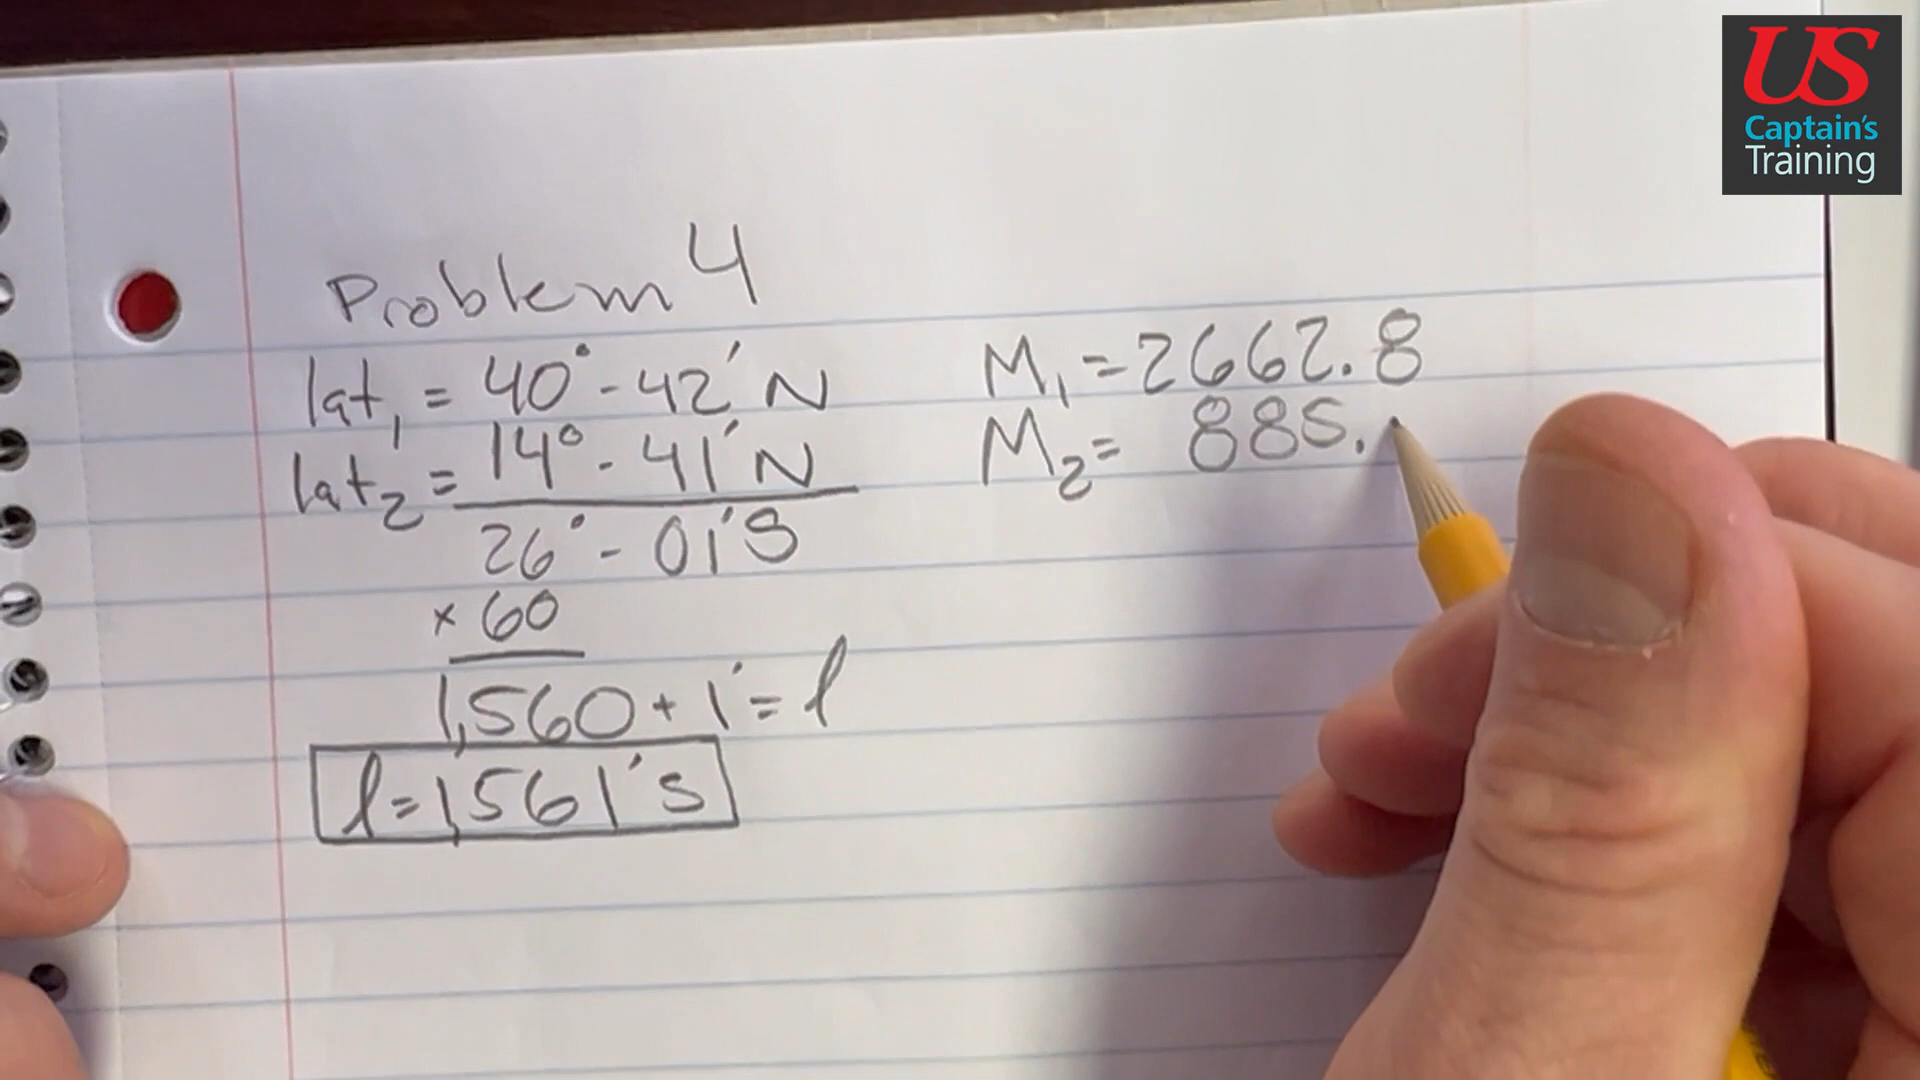 US
Captain's
Training
Problem 4
lat₁ = 40° - 42' N
lat₂ = 14° - 41' N
26° - 01' S
× 60
1,560 + 1' = l
l = 1,561' S
M₁ = 2662.8
M₂ = 885.